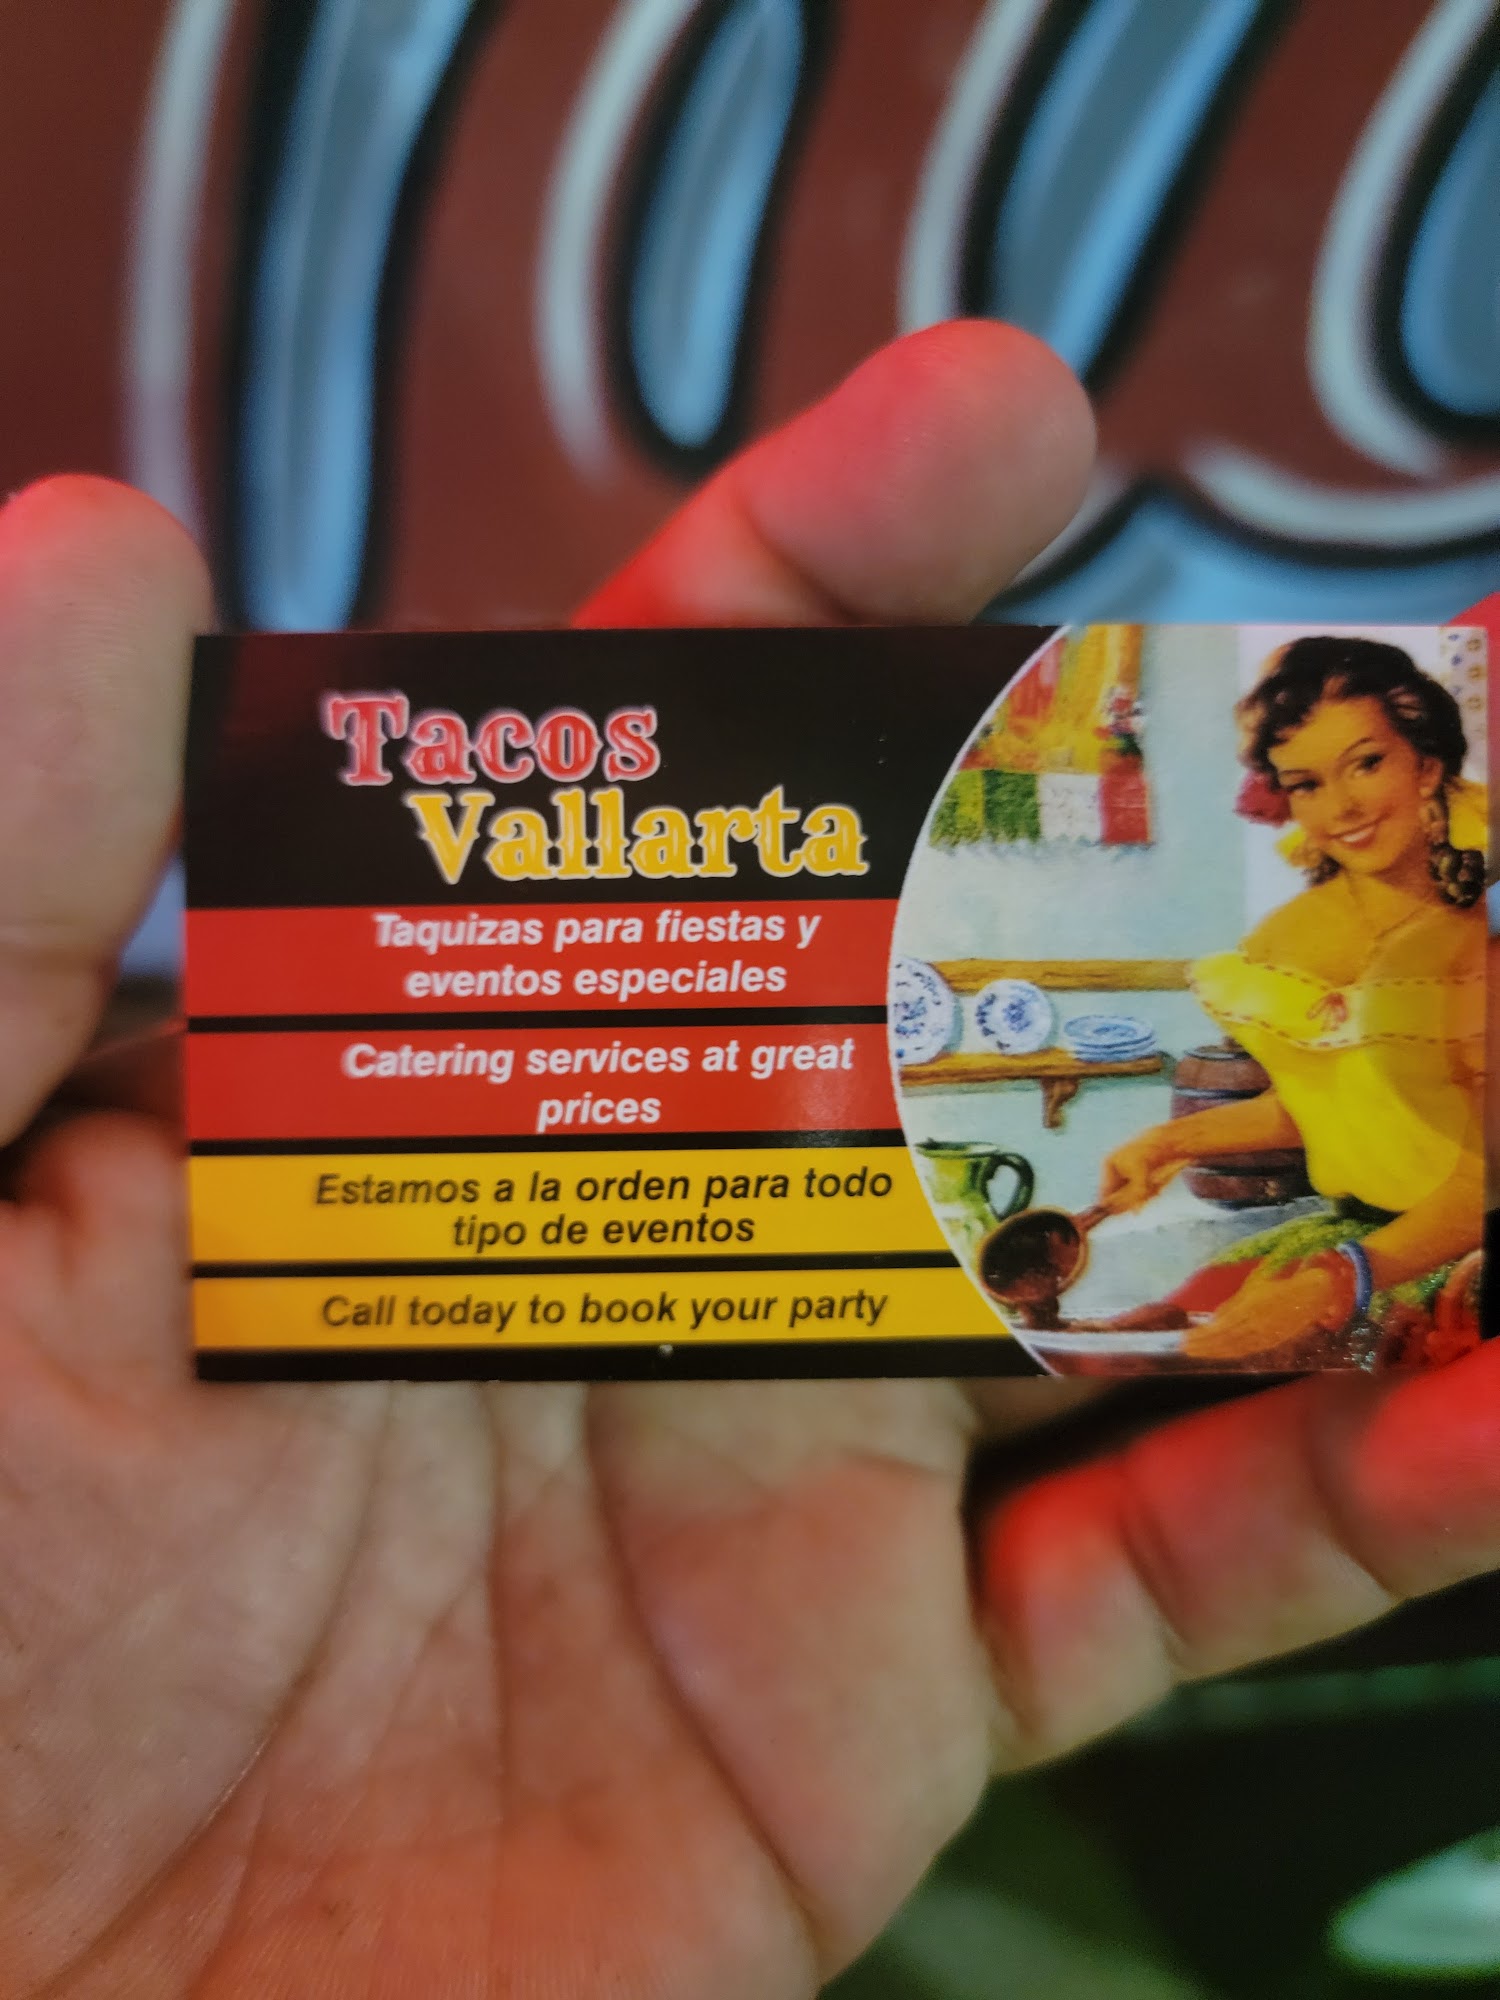 Tacos
Vallarta
Taquizas para fiestas y
eventos especiales
Catering services at great
prices
Estamos a la orden para todo
tipo de eventos
Call today to book your party